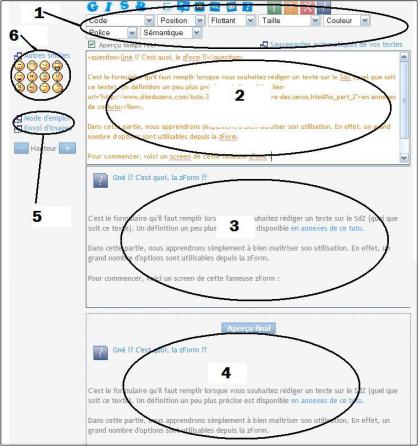 1
G I S B
Code Position Flottant Taille Couleur
Police Sémantique
6
Autres smilies
Aperçu temps réel Sauvegardes automatiques de vos textes
<question>Gné !? C'est quoi, la zForm ??</question>
C'est le formulaire qu'il faut remplir lorsque vous souhaitez rédiger un texte sur le SdZ (quel que soit
ce texte). Un définition un peu plus lien
url="http://www.siteduzero.com/tuto-3 re-des-zeros.html#ss_part_2">en annexes
de ce tuto</lien>.
2
Dans cette partie, nous apprendrons simplement à bien maitriser son utilisation. En effet, un grand
nombre d'options sont utilisables depuis la zForm.
Pour commencer, voici un screen de cette fameuse zForm :
Mode d'emploi
Envoi d'images
- Hauteur +
5
Gné !? C'est quoi, la zForm ??
3
C'est le formulaire qu'il faut remplir lors uhaitez rédiger un texte sur le SdZ (quel que
soit ce texte). Un définition un peu plus disponible en annexes de ce tuto.
Dans cette partie, nous apprendrons simplement à bien maitriser son utilisation. En effet, un
grand nombre d'options sont utilisables depuis la zForm.
Pour commencer, voici un screen de cette fameuse zForm :
Aperçu final
Gné !? C'est quoi, la zForm ??
4
C'est le formulaire qu'il faut remplir lorsque vous souhaitez rédiger un texte sur le SdZ (quel que
soit ce texte). Un définition un peu plus précise est disponible en annexes de ce tuto.
Dans cette partie, nous apprendrons simplement à bien maitriser son utilisation. En effet, un
grand nombre d'options sont utilisables depuis la zForm.